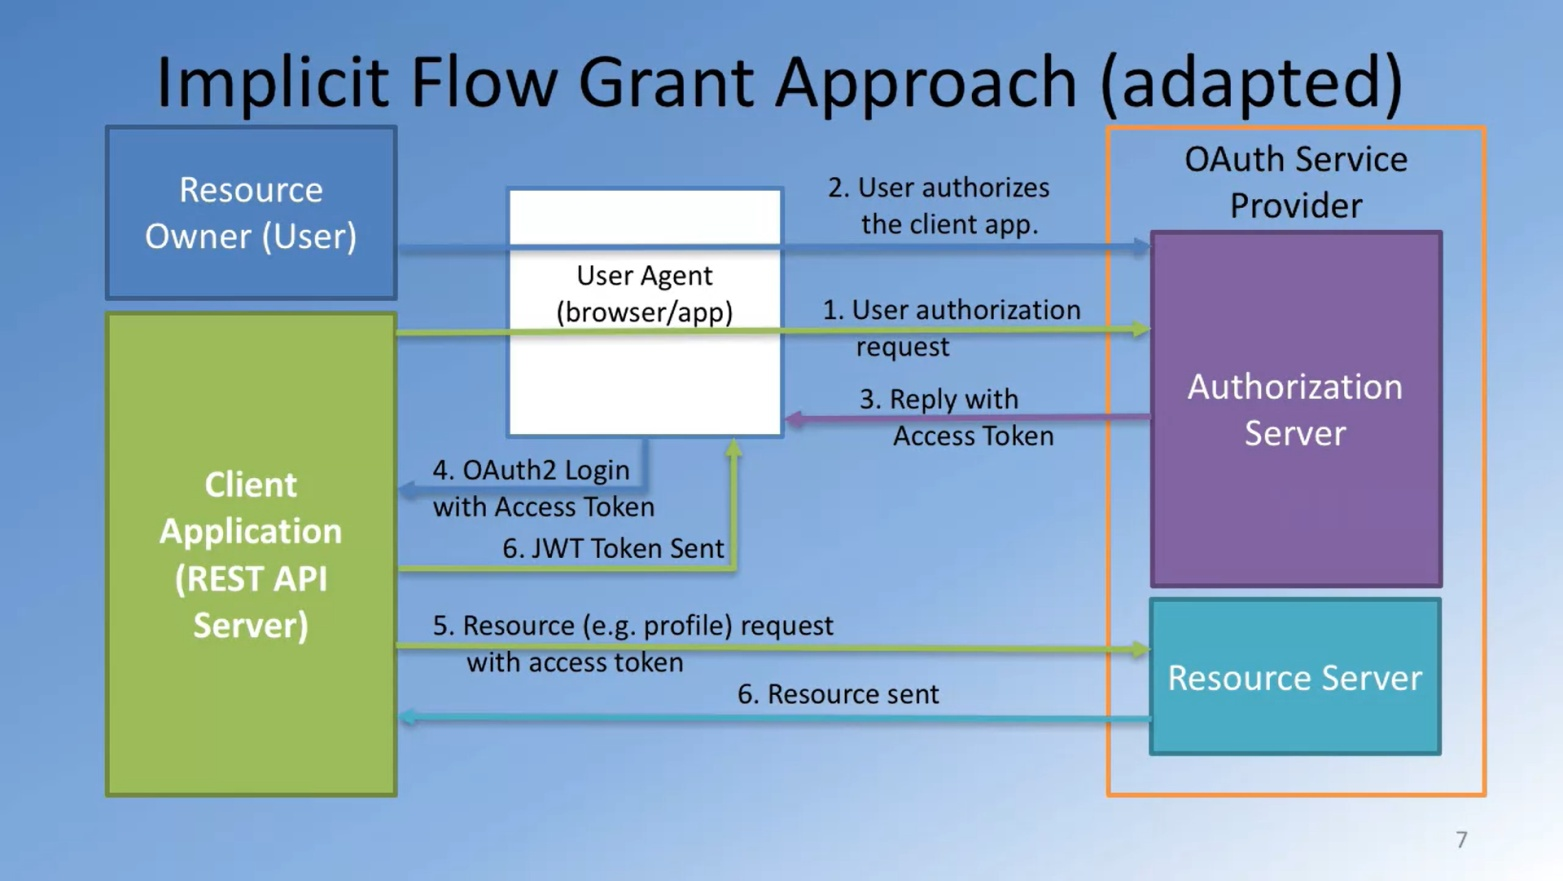 Implicit Flow Grant Approach (adapted)
Resource
Owner (User)
User Agent
(browser/app)
2. User authorizes
the client app.
OAuth Service
Provider
1. User authorization
request
3. Reply with
Access Token
Authorization
Server
Client
Application
(REST API
Server)
4. OAuth2 Login
with Access Token
6. JWT Token Sent
5. Resource (e.g. profile) request
with access token
6. Resource sent
Resource Server
7